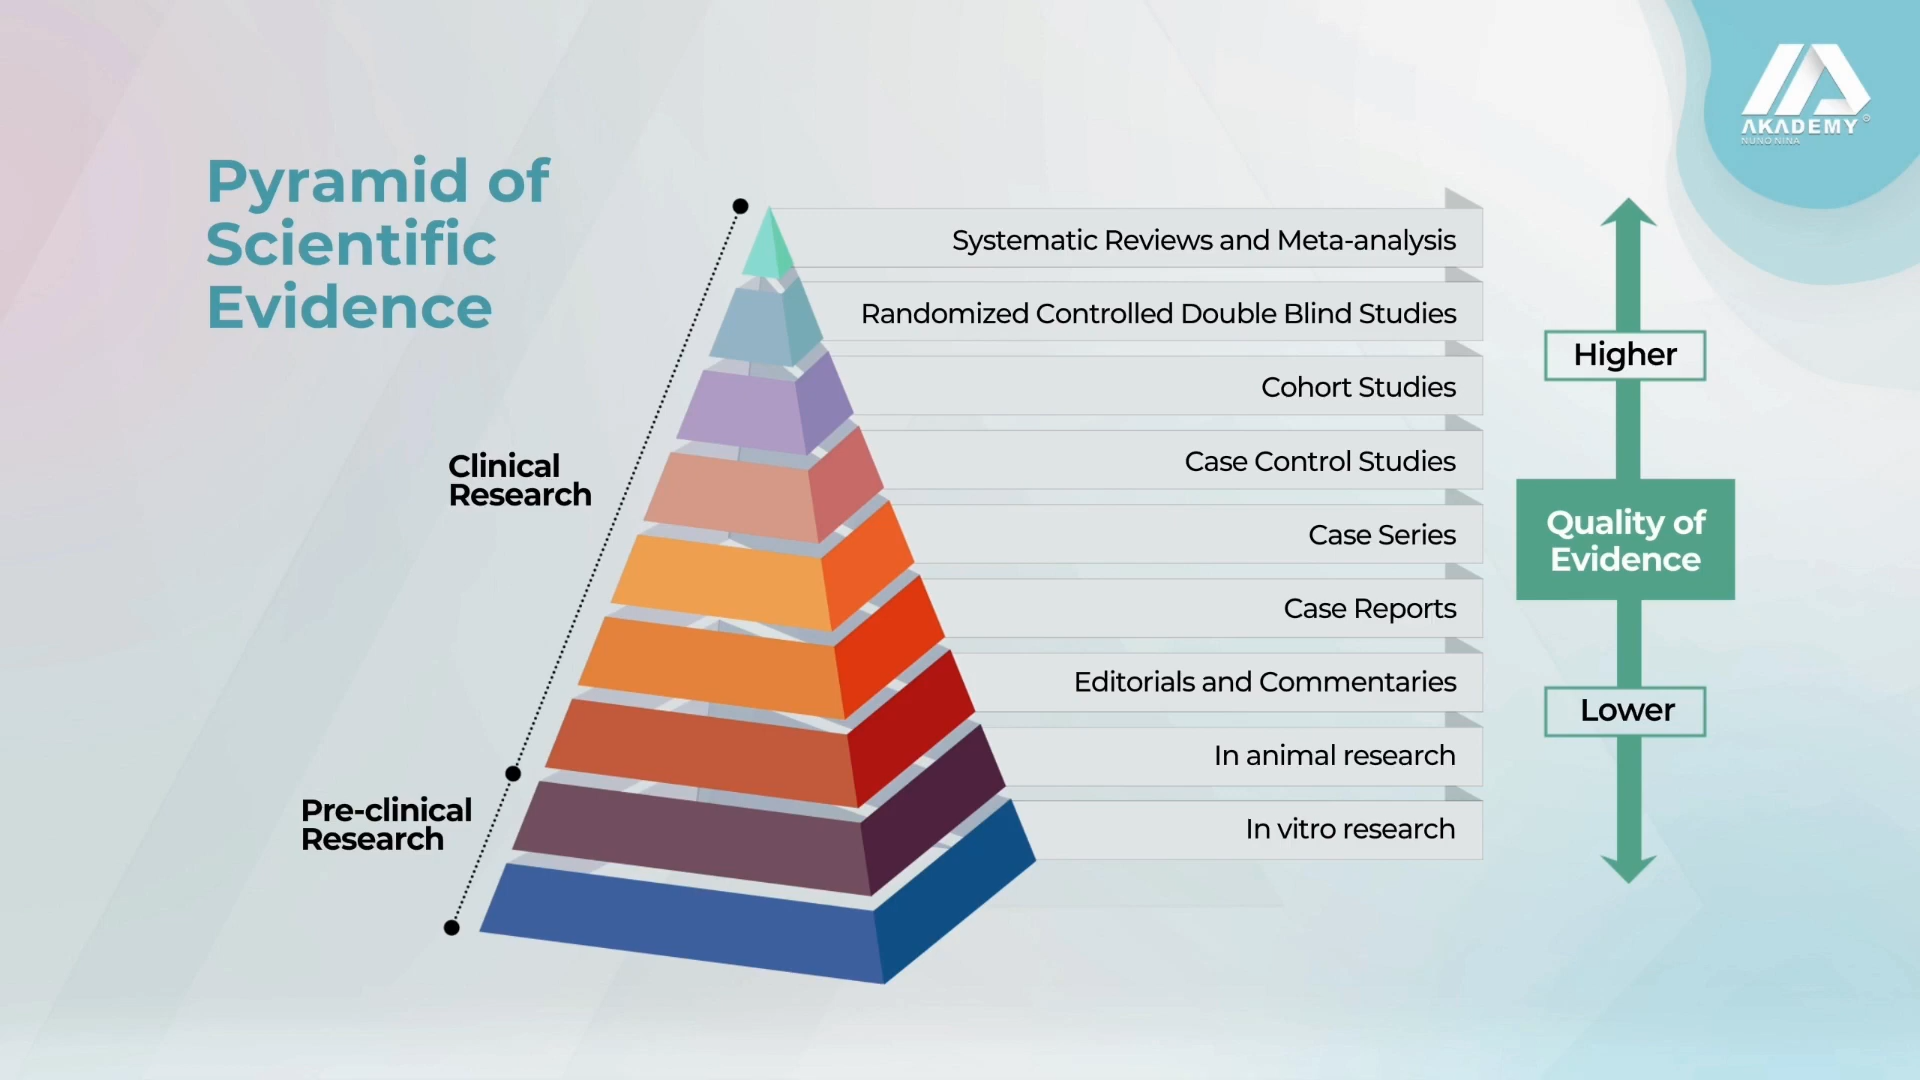 AKADEMY®
NUNO NINA
Pyramid of
Scientific
Evidence
Systematic Reviews and Meta-analysis
Randomized Controlled Double Blind Studies
Cohort Studies
Case Control Studies
Case Series
Case Reports
Editorials and Commentaries
In animal research
In vitro research
Clinical
Research
Pre-clinical
Research
Higher
Quality of
Evidence
Lower